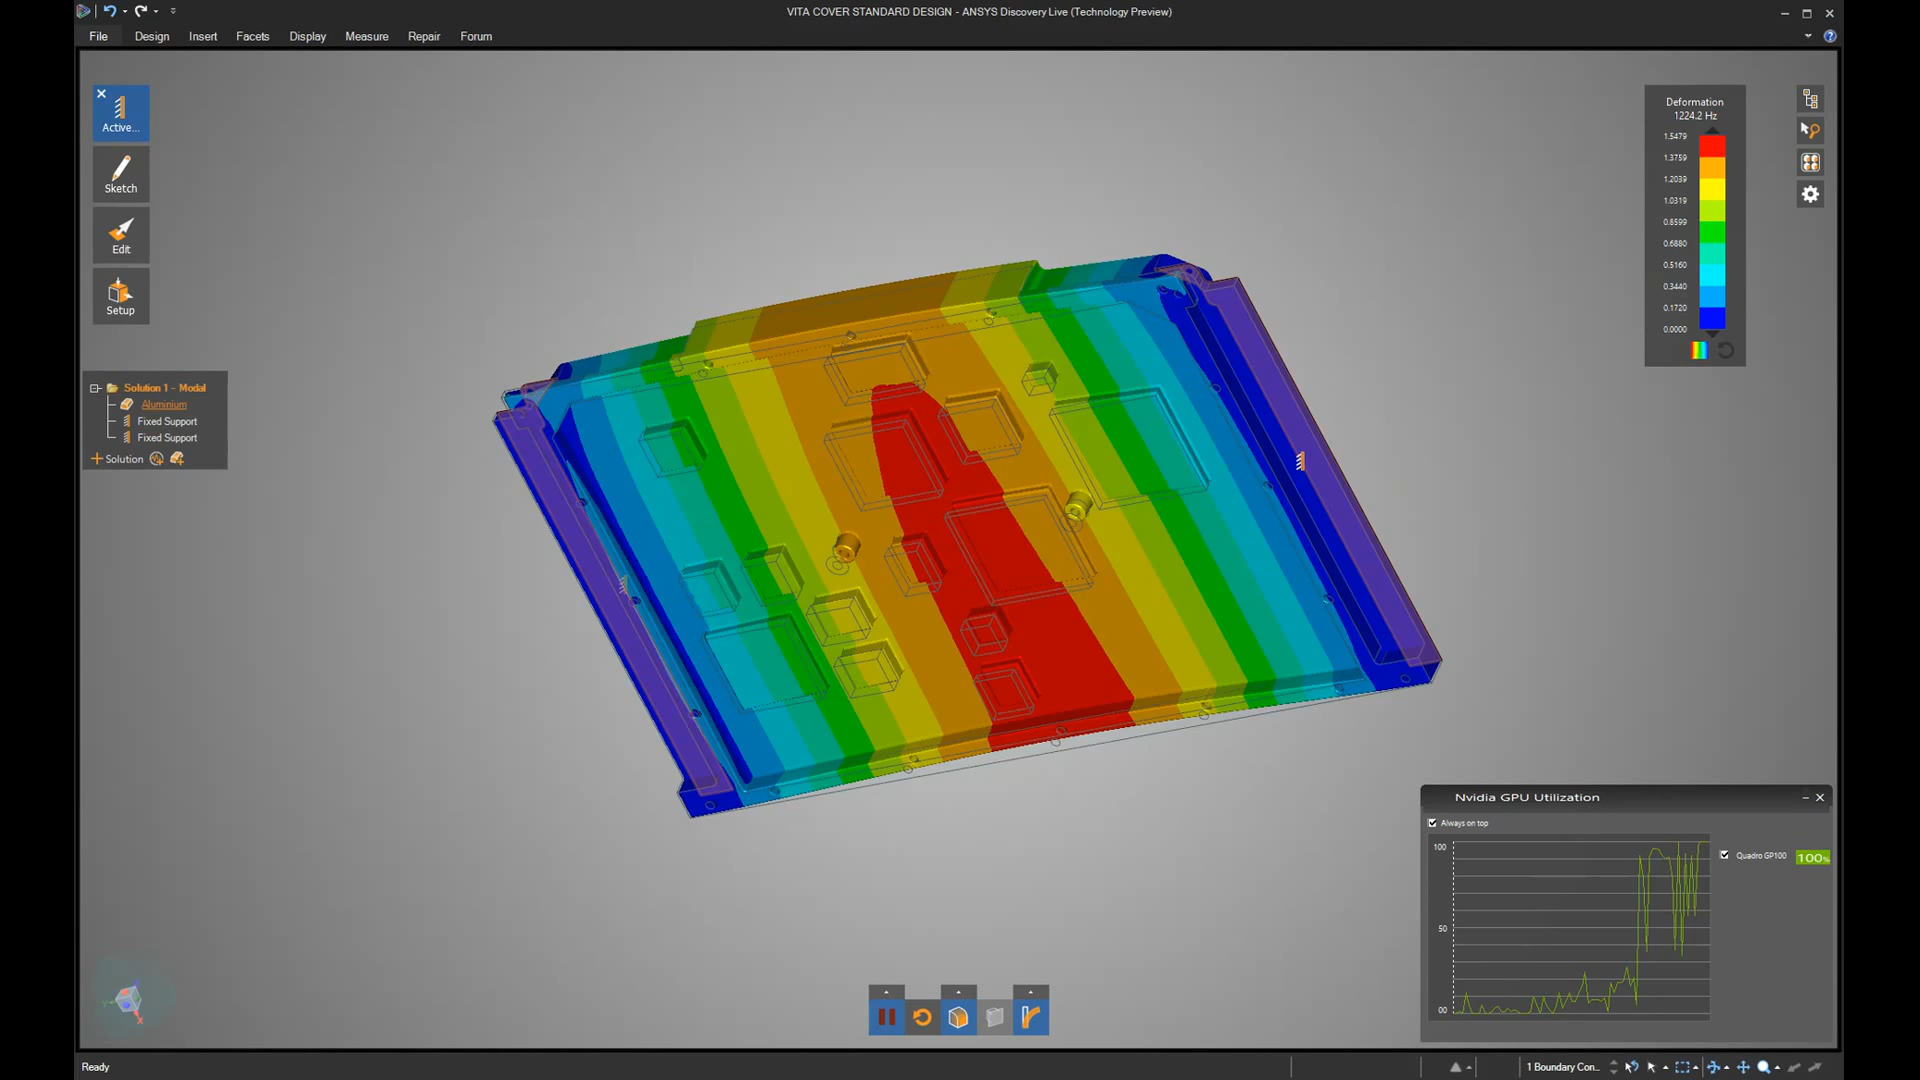 VITA COVER STANDARD DESIGN - ANSYS Discovery Live (Technology Preview)
File Design Insert Facets Display Measure Repair Forum
Active...
Sketch
Edit
Setup
Solution 1 - Modal
Aluminium
Fixed Support
Fixed Support
Solution
Deformation
1224.2 Hz
1.5479
1.3759
1.2039
1.0319
0.8599
0.6880
0.5160
0.3440
0.1720
0.0000
Nvidia GPU Utilization
Always on top
100
50
00
Quadro GP100 100%
Ready
1 Boundary Con...